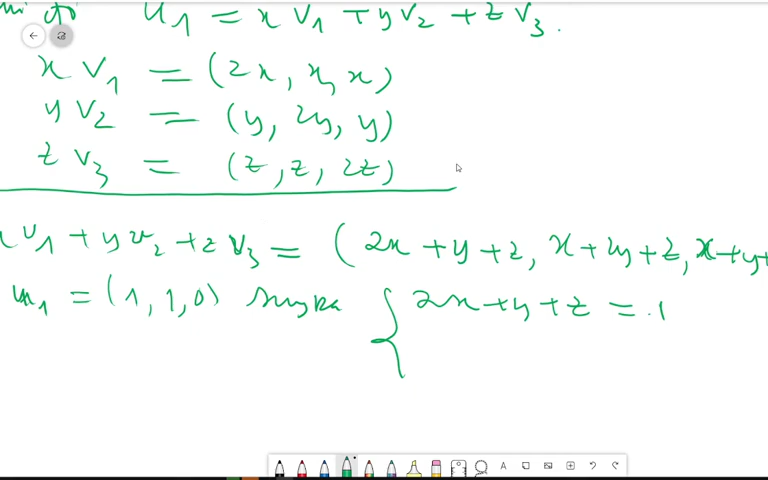 u₁ = x v₁ + y v₂ + z v₃.
x v₁ = (2x, x, x)
y v₂ = (y, 2y, y)
z v₃ = (z, z, 2z)
x v₁ + y v₂ + z v₃ = (2x + y + z, x + 2y + z, x + y +
u₁ = (1, 1, 0) { 2x + y + z = 1
A